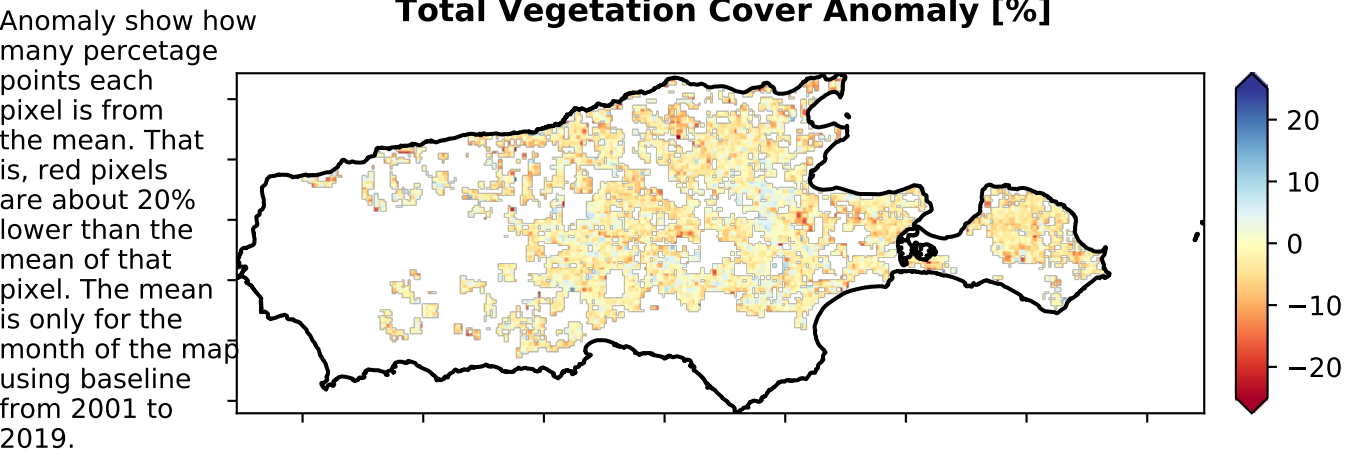 Total Vegetation Cover Anomaly [%]
Anomaly show how
many percetage
points each
pixel is from
the mean. That
is, red pixels
are about 20%
lower than the
mean of that
pixel. The mean
is only for the
month of the map
using baseline
from 2001 to
2019.
20
10
0
−10
−20